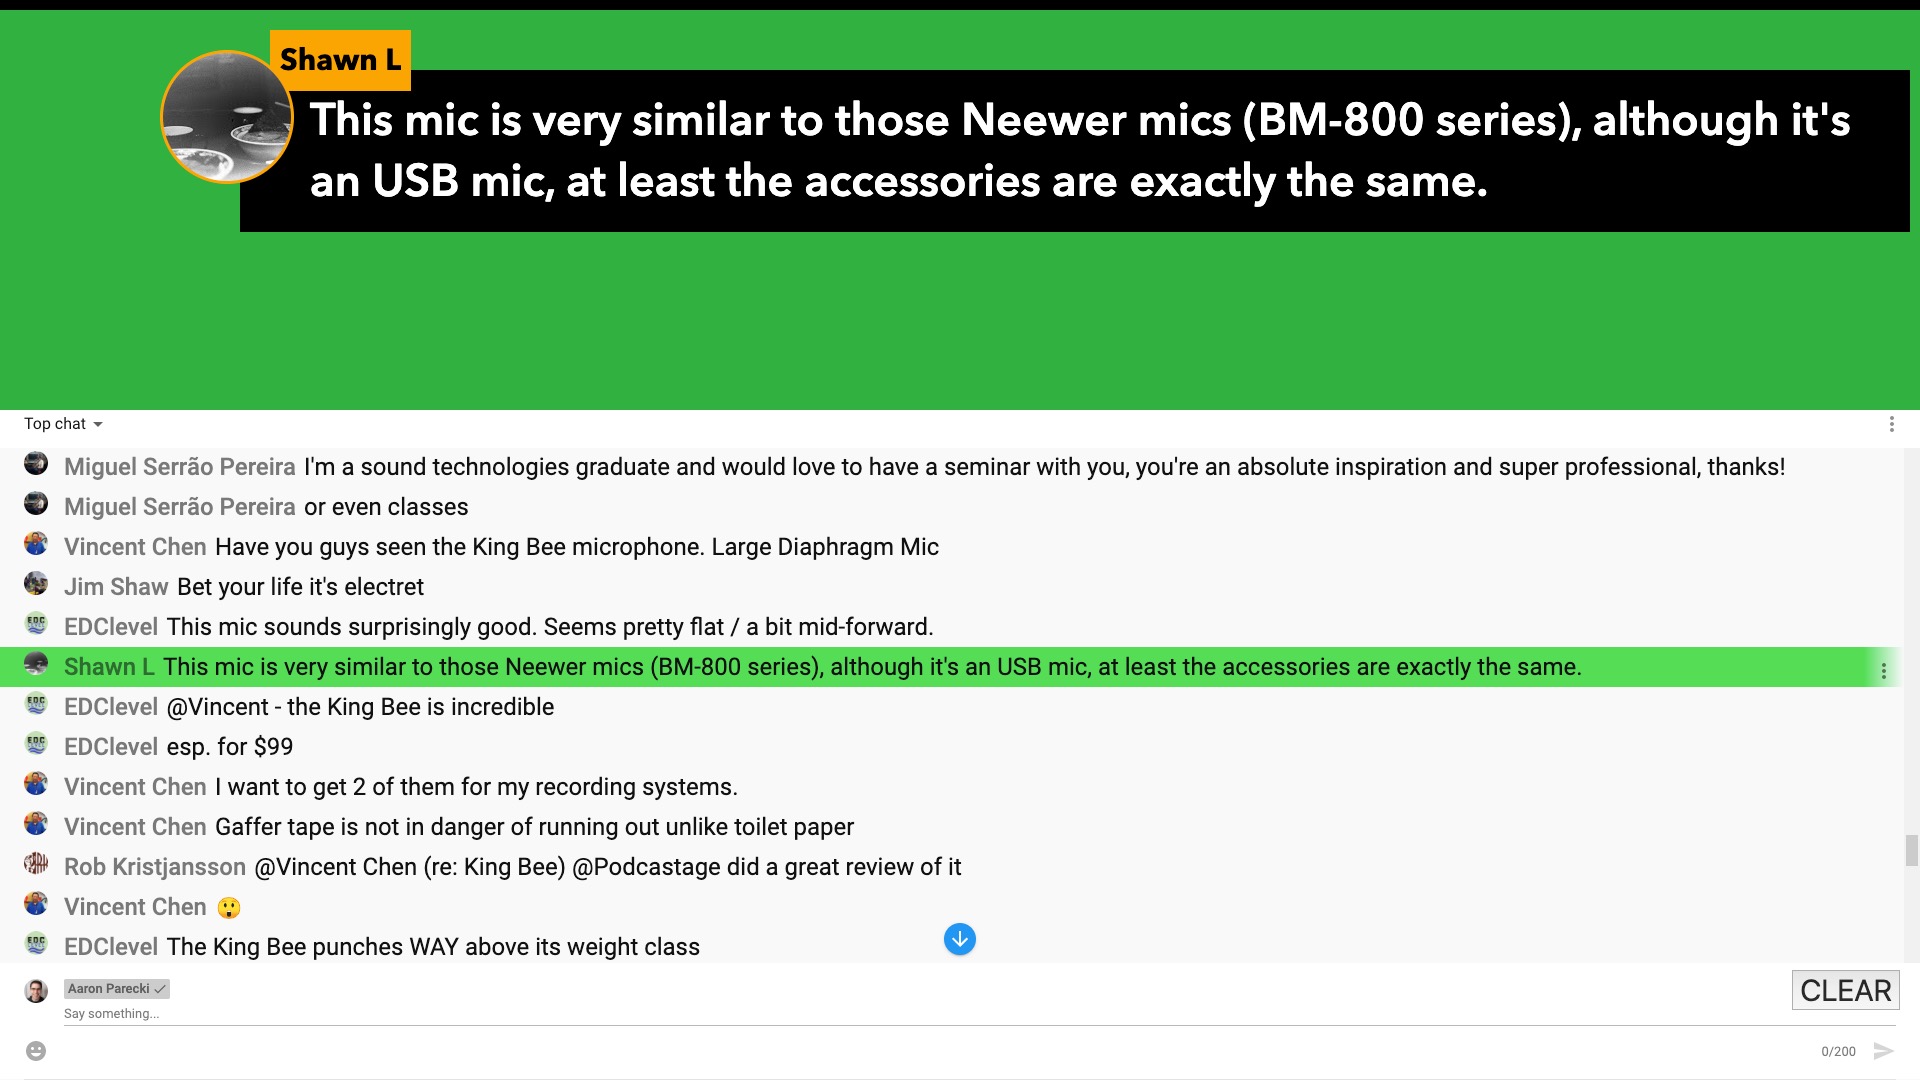 Shawn L
This mic is very similar to those Neewer mics (BM-800 series), although it's
an USB mic, at least the accessories are exactly the same.
Top chat
Miguel Serrão Pereira I'm a sound technologies graduate and would love to have a seminar with you, you're an absolute inspiration and super professional, thanks!
Miguel Serrão Pereira or even classes
Vincent Chen Have you guys seen the King Bee microphone. Large Diaphragm Mic
Jim Shaw Bet your life it's electret
EDClevel This mic sounds surprisingly good. Seems pretty flat / a bit mid-forward.
Shawn L This mic is very similar to those Neewer mics (BM-800 series), although it's an USB mic, at least the accessories are exactly the same.
EDClevel @Vincent - the King Bee is incredible
EDClevel esp. for $99
Vincent Chen I want to get 2 of them for my recording systems.
Vincent Chen Gaffer tape is not in danger of running out unlike toilet paper
Rob Kristjansson @Vincent Chen (re: King Bee) @Podcastage did a great review of it
Vincent Chen 😲
EDClevel The King Bee punches WAY above its weight class
Aaron Parecki
CLEAR
Say something...
0/200